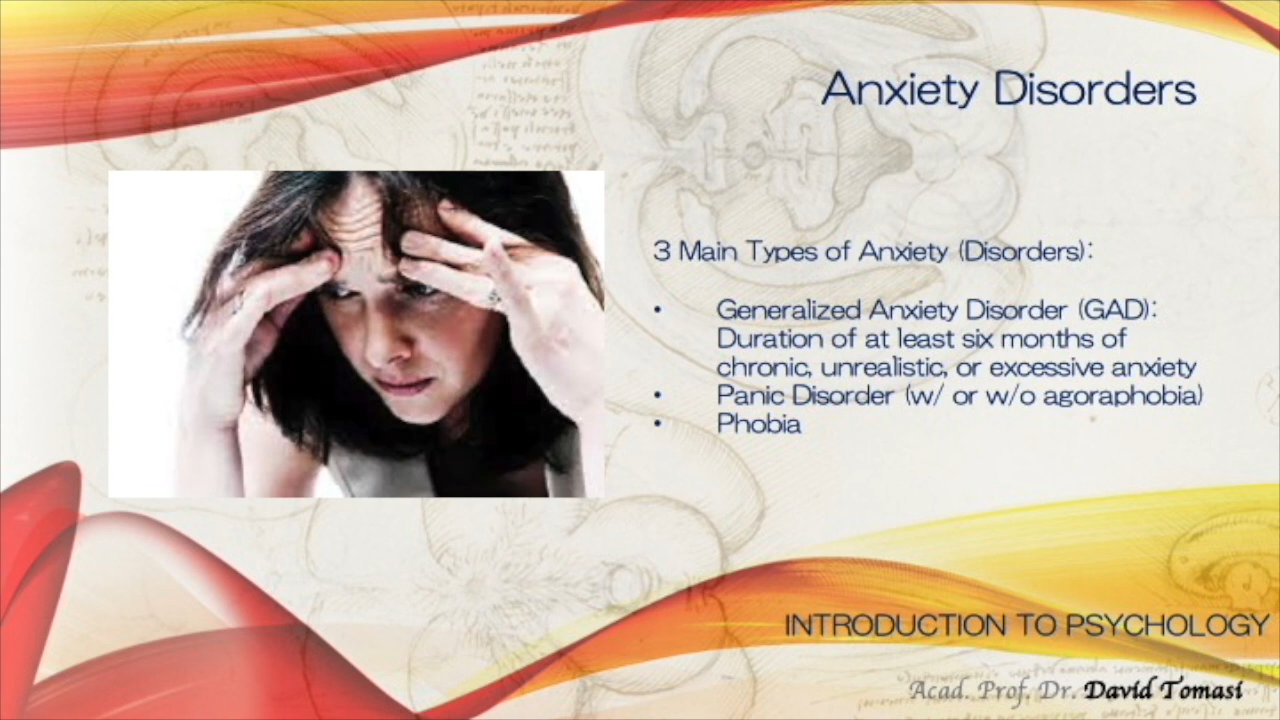 Anxiety Disorders
3 Main Types of Anxiety (Disorders):
• Generalized Anxiety Disorder (GAD):
Duration of at least six months of
chronic, unrealistic, or excessive anxiety
• Panic Disorder (w/ or w/o agoraphobia)
• Phobia
INTRODUCTION TO PSYCHOLOGY
Acad. Prof. Dr. David Tomasi